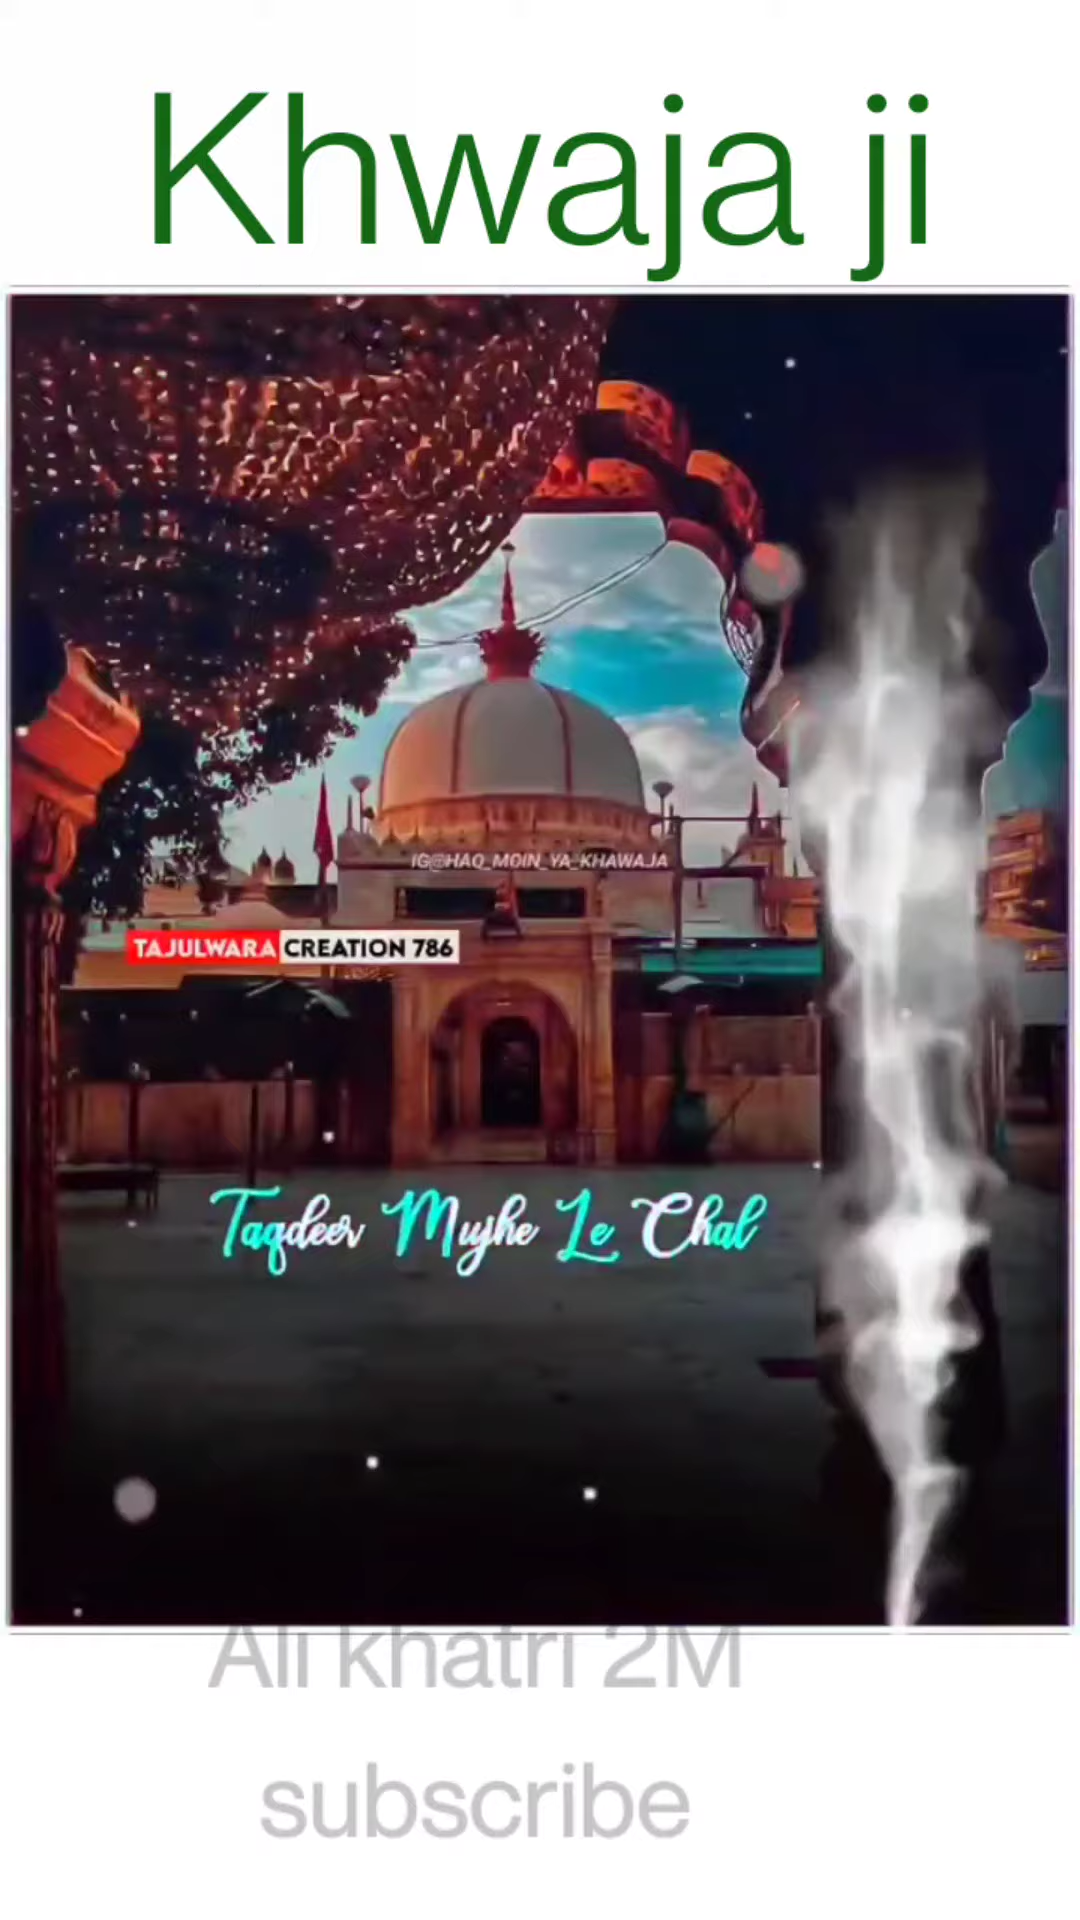 Khwaja ji
IG@HAQ_MOIN_YA_KHAWAJA
TAJULWARA CREATION 786
Taqdeer Mujhe Le Chal
Ali khatri 2M
subscribe